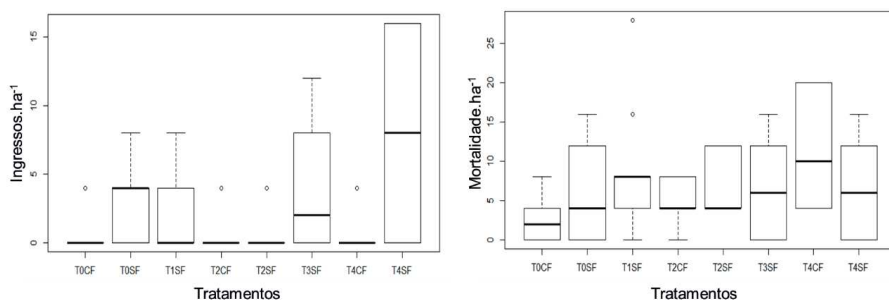 Ingressos.ha⁻¹
15
10
5
0
T0CF T0SF T1SF T2CF T2SF T3SF T4CF T4SF
Tratamentos
Mortalidade.ha⁻¹
25
20
15
10
5
0
T0CF T0SF T1SF T2CF T2SF T3SF T4CF T4SF
Tratamentos